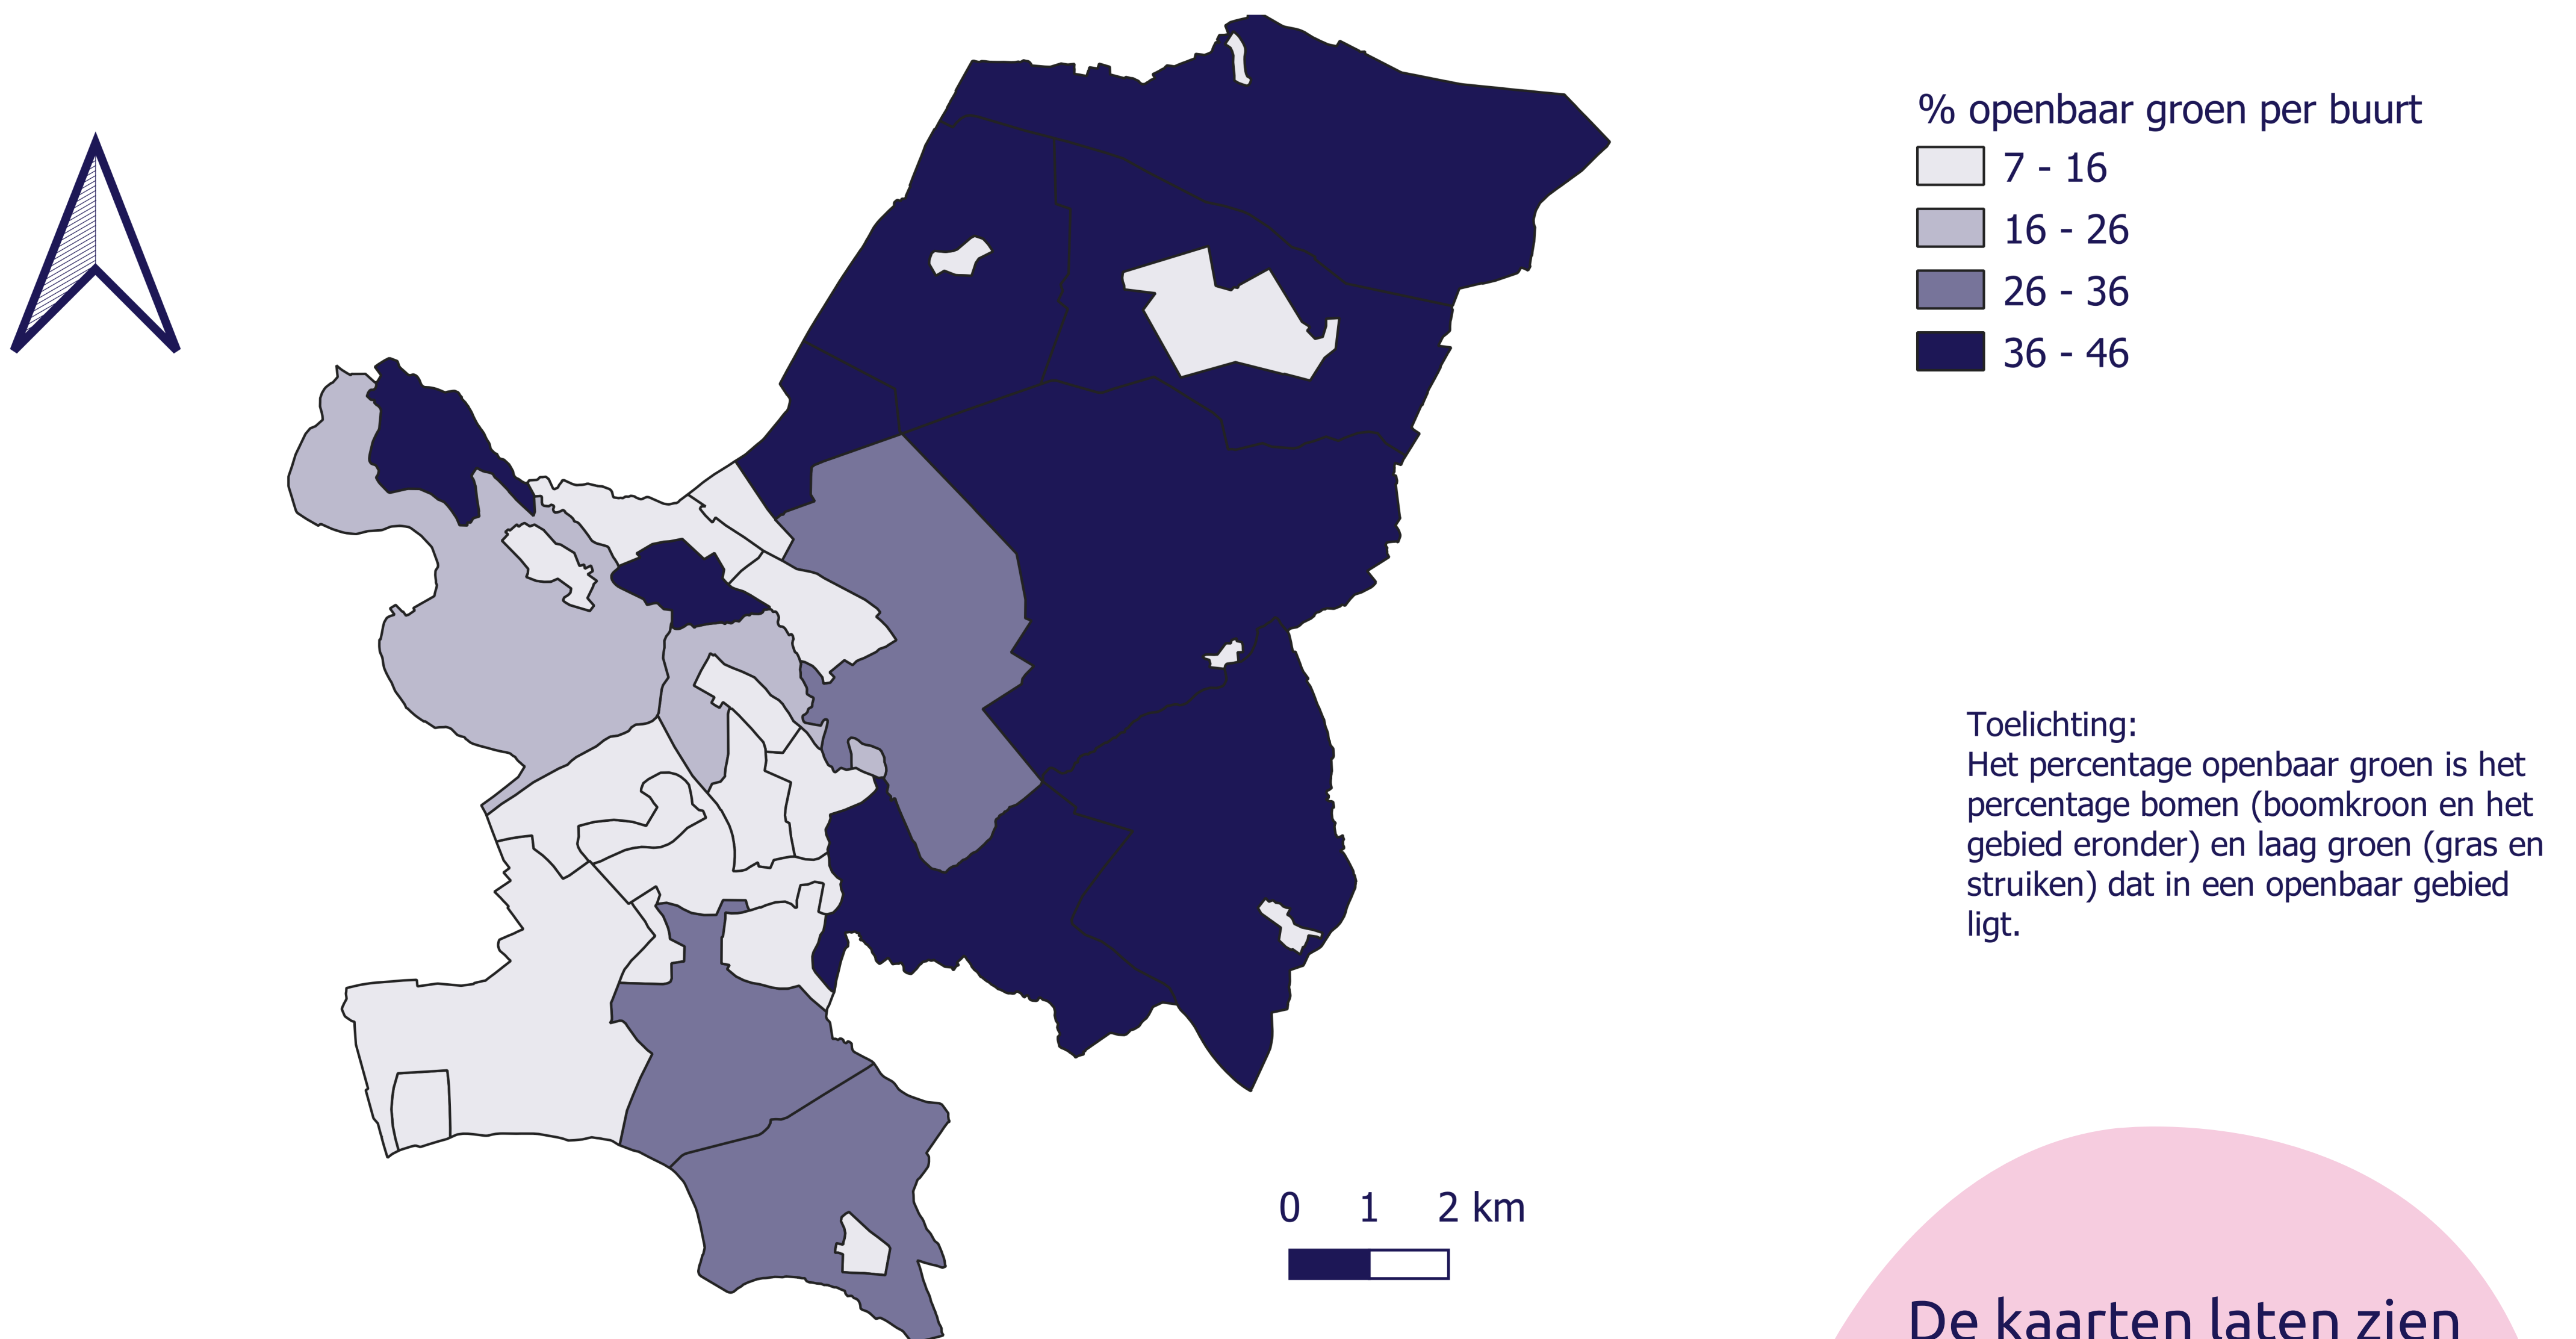 % openbaar groen per buurt
7 - 16
16 - 26
26 - 36
36 - 46
Toelichting:
Het percentage openbaar groen is het
percentage bomen (boomkroon en het
gebied eronder) en laag groen (gras en
struiken) dat in een openbaar gebied
ligt.
0 1 2 km
De kaarten laten zien